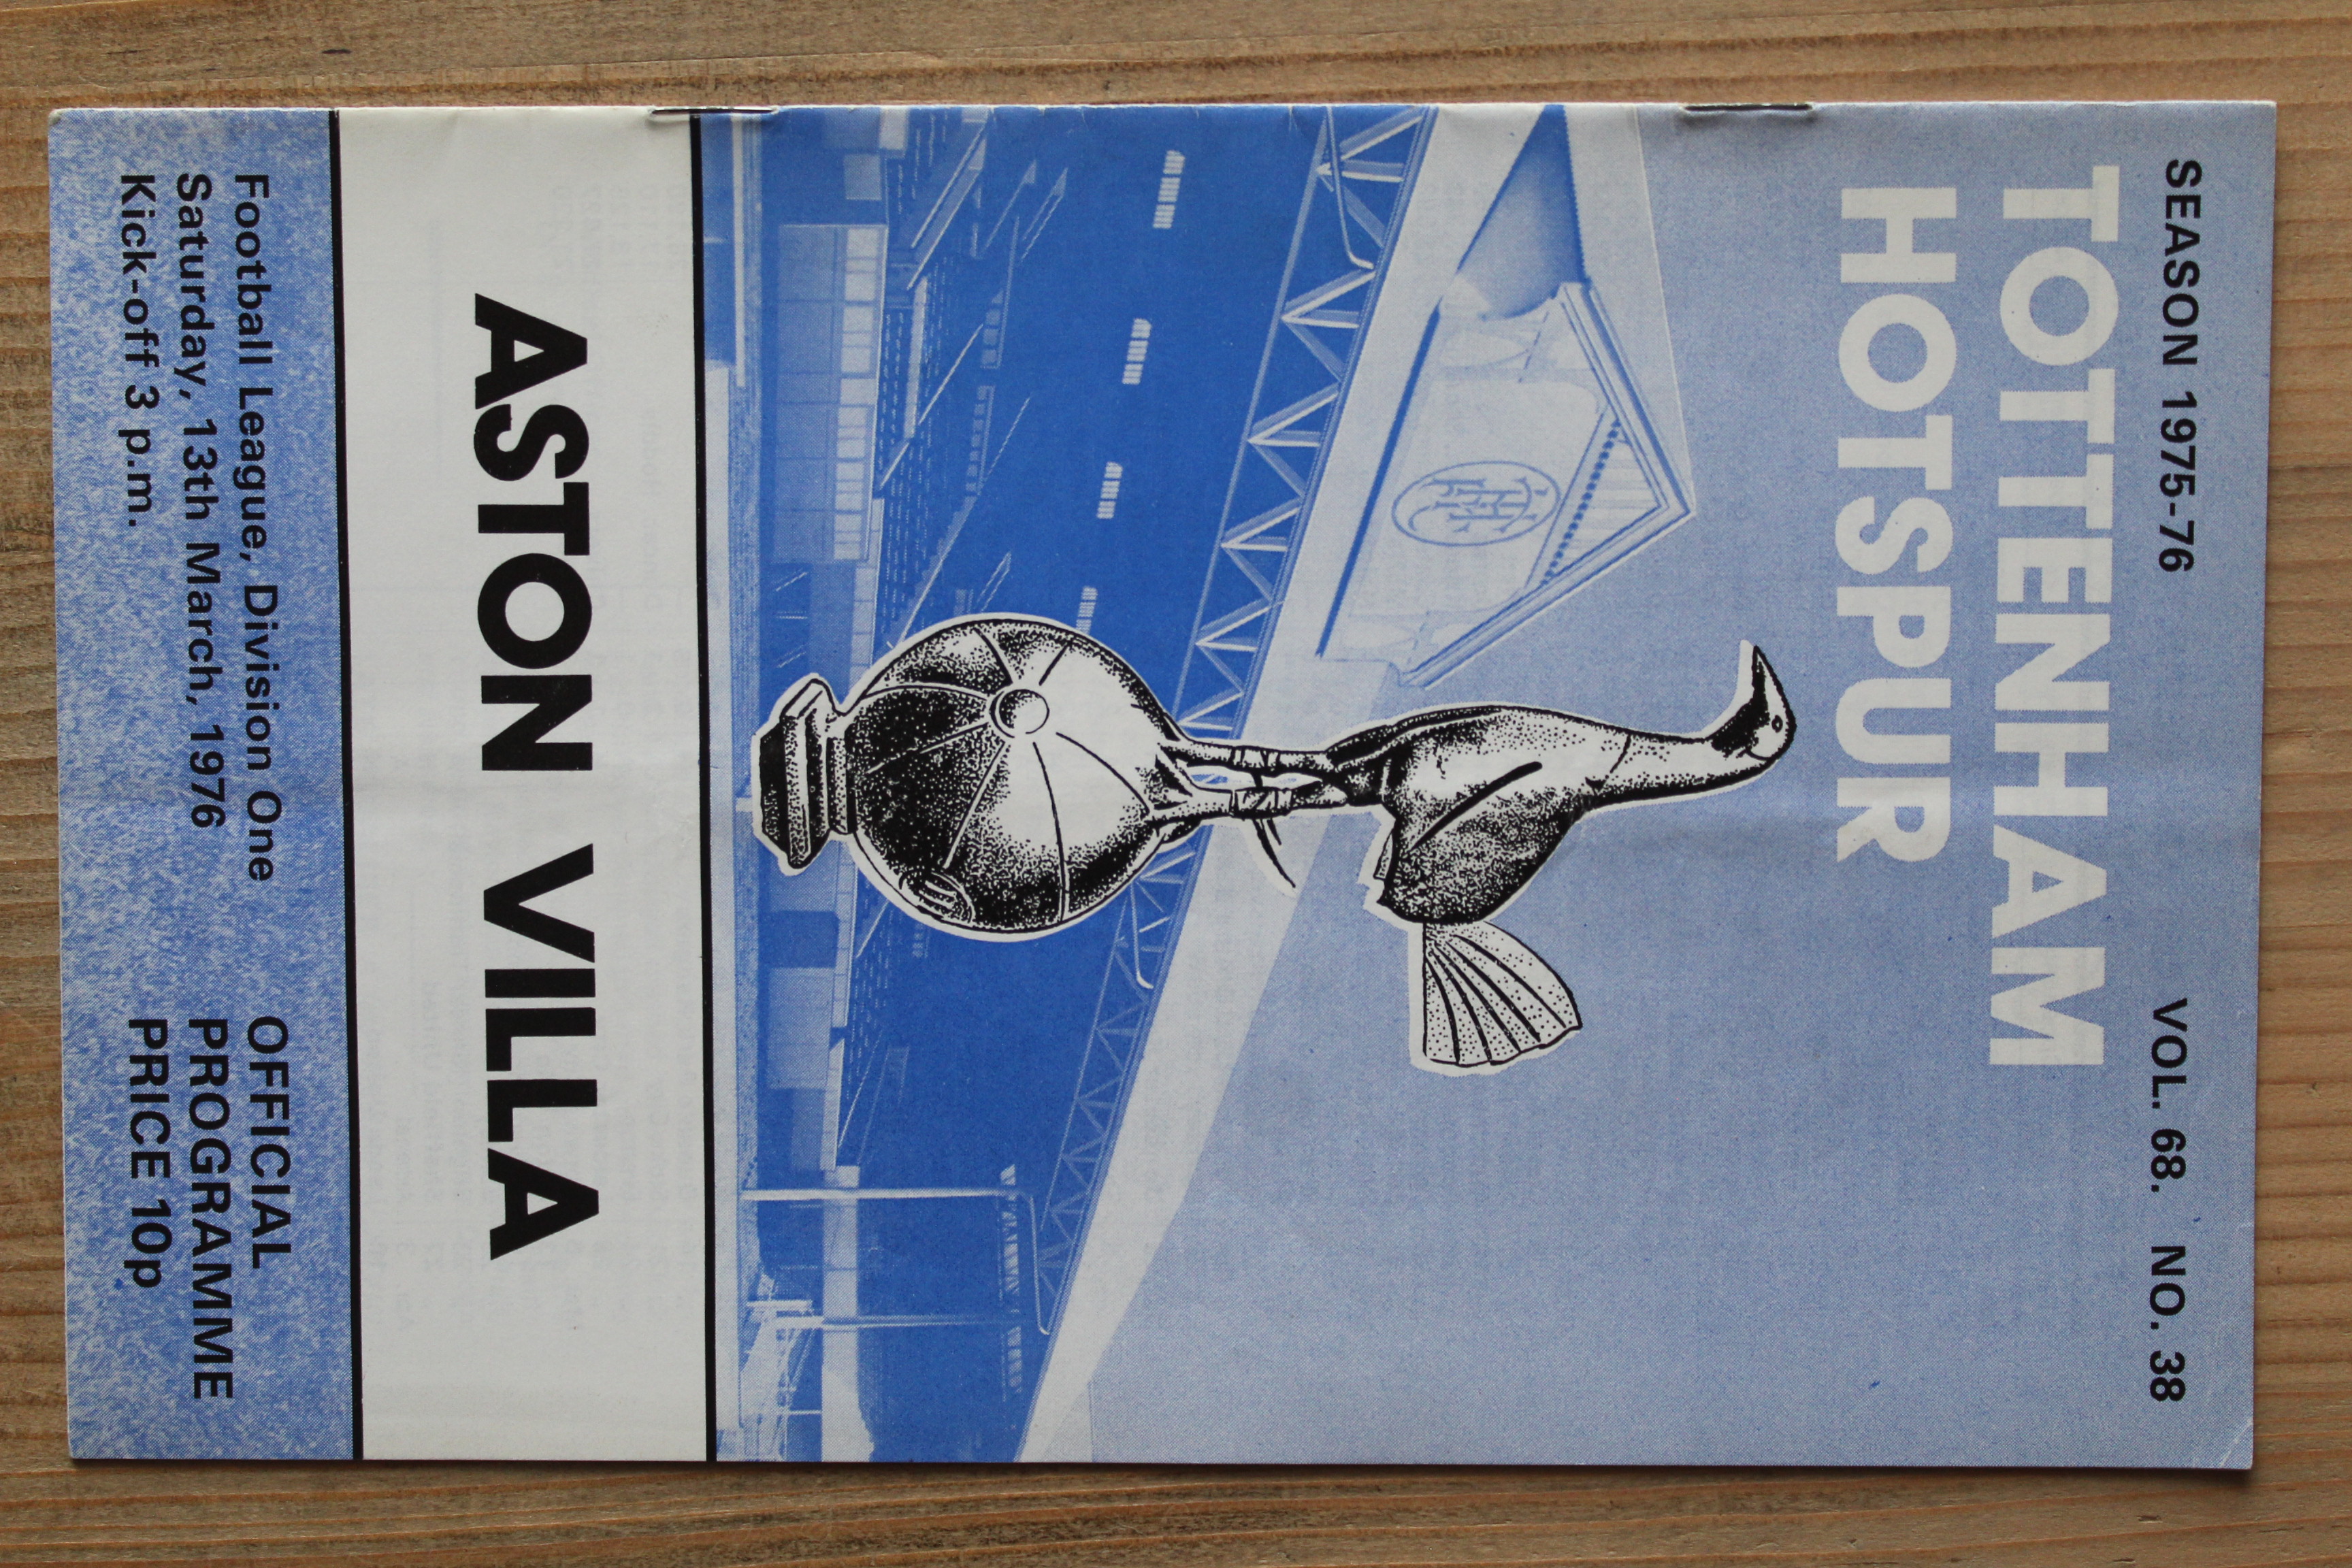 SEASON 1975-76 VOL. 68. NO. 38
TOTTENHAM
HOTSPUR
ASTON VILLA
Football League, Division One
Saturday, 13th March, 1976
Kick-off 3 p.m.
OFFICIAL
PROGRAMME
PRICE 10p